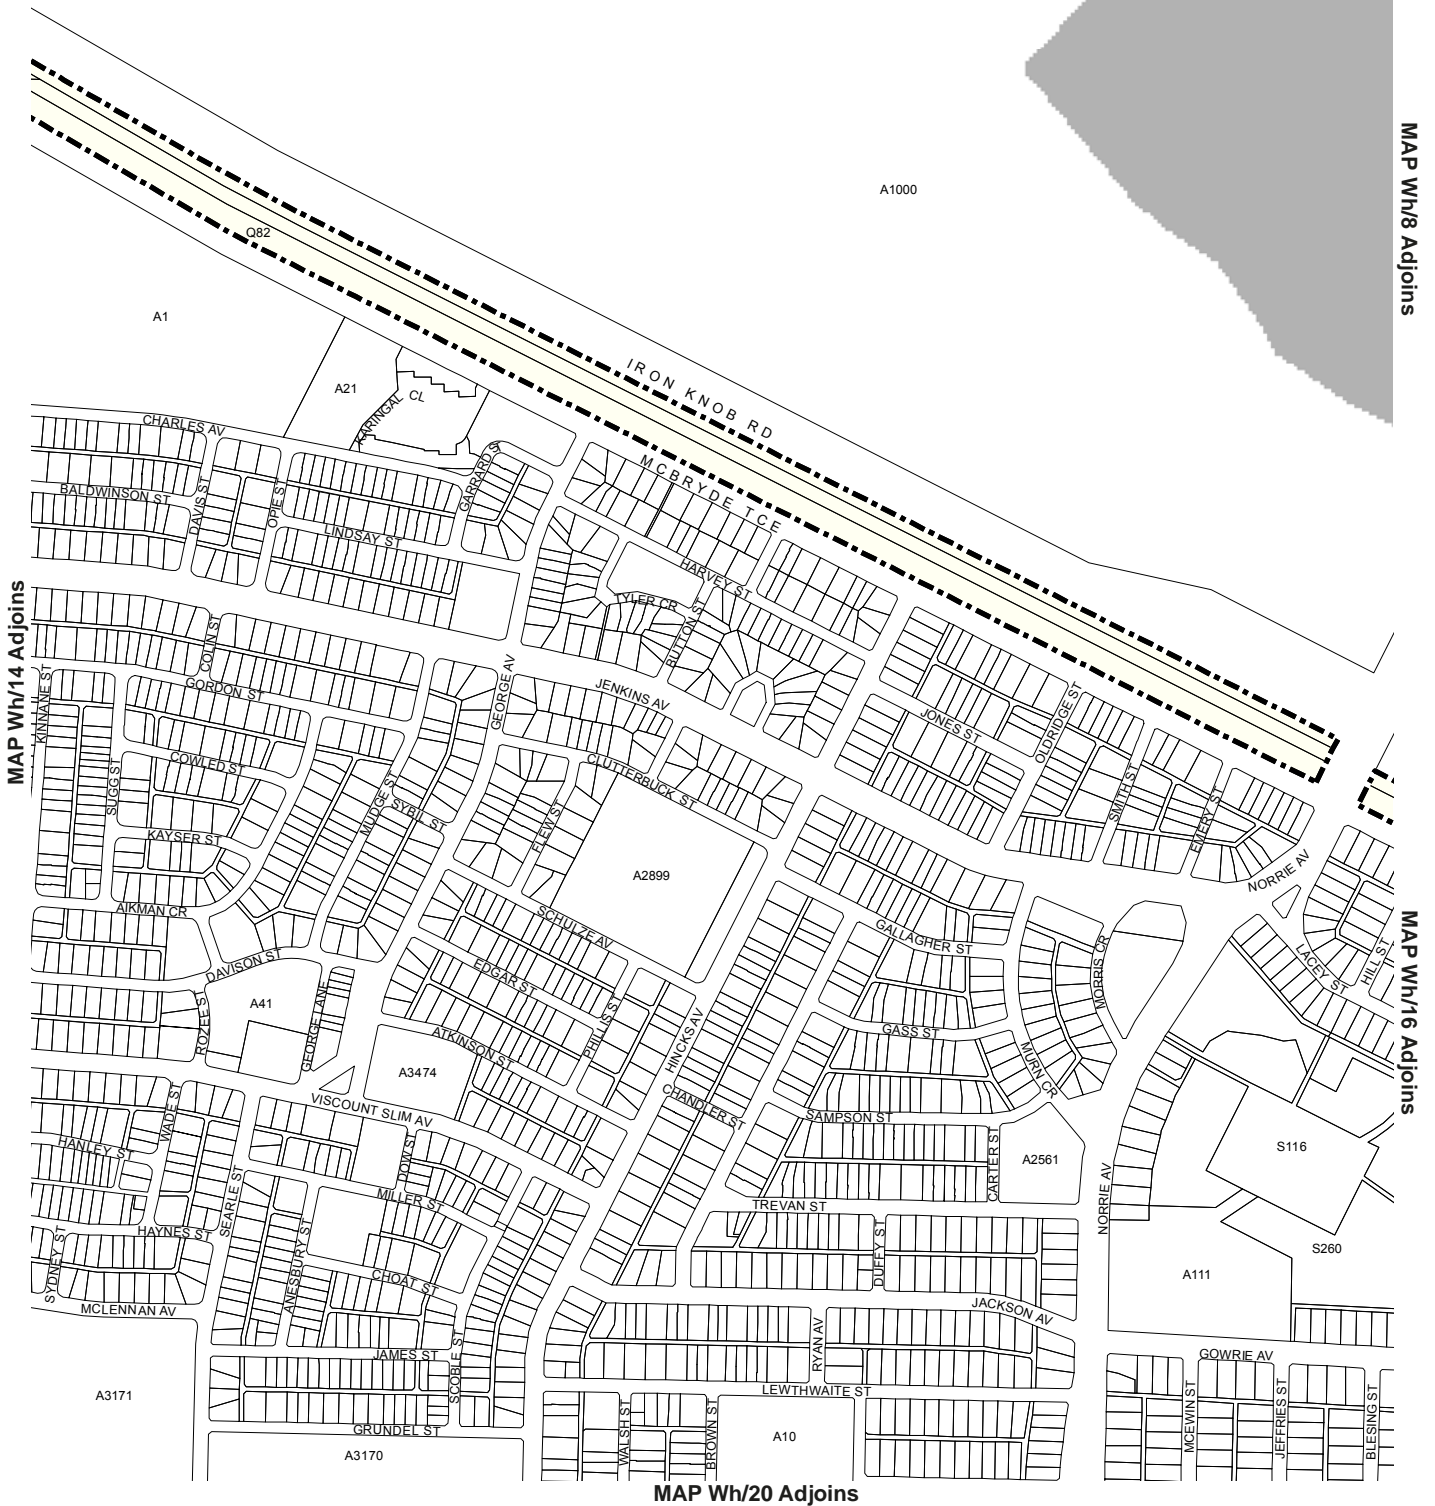 MAP Wh/8 Adjoins
A1000
Q82
A1
IRON KNOB RD
A21
KARINGAL CL
CHARLES AV
MCBRYDE TCE
GARRARD S
BALDWINSON ST
DAVIS ST
OPIE ST
LINDSAY ST
HARVEY ST
TYLER CR
BUTTON ST
MAP Wh/14 Adjoins
COLIN ST
KINNANE ST
GORDON ST
GEORGE AV
JENKINS AV
JONES ST
OLDRIDGE ST
COWLED ST
SUGG ST
MUDGE ST
SYBIL ST
CLUTTERBUCK ST
FLEW ST
SMITH ST
EMERY ST
KAYSER ST
A2899
NORRIE AV
AIKMAN CR
SCHULZE AV
GALLAGHER ST
MORRIS CR
LACEY ST
HILL ST
MAP Wh/16 Adjoins
DAVISON ST
EDGAR ST
A41
ROZEE S
GEORGE LANE
PHILLIS ST
HINCKS AV
GASS ST
MURN CR
ATKINSON ST
A3474
VISCOUNT SLIM AV
CHANDLER ST
SAMPSON ST
WADE ST
HANLEY ST
DOW ST
CARTER ST
A2561
S116
SEARLE ST
MILLER ST
TREVAN ST
NORRIE AV
HAYNES ST
SYDNEY ST
ANESBURY ST
DUFFY ST
S260
CHOAT ST
A111
MCLENNAN AV
JACKSON AV
RYAN AV
JAMES ST
SCOBLE ST
GOWRIE AV
A3171
LEWTHWAITE ST
MCEWIN ST
JEFFRIES ST
BLESING ST
GRUNDEL ST
WALSH ST
BROWN ST
A10
A3170
MAP Wh/20 Adjoins